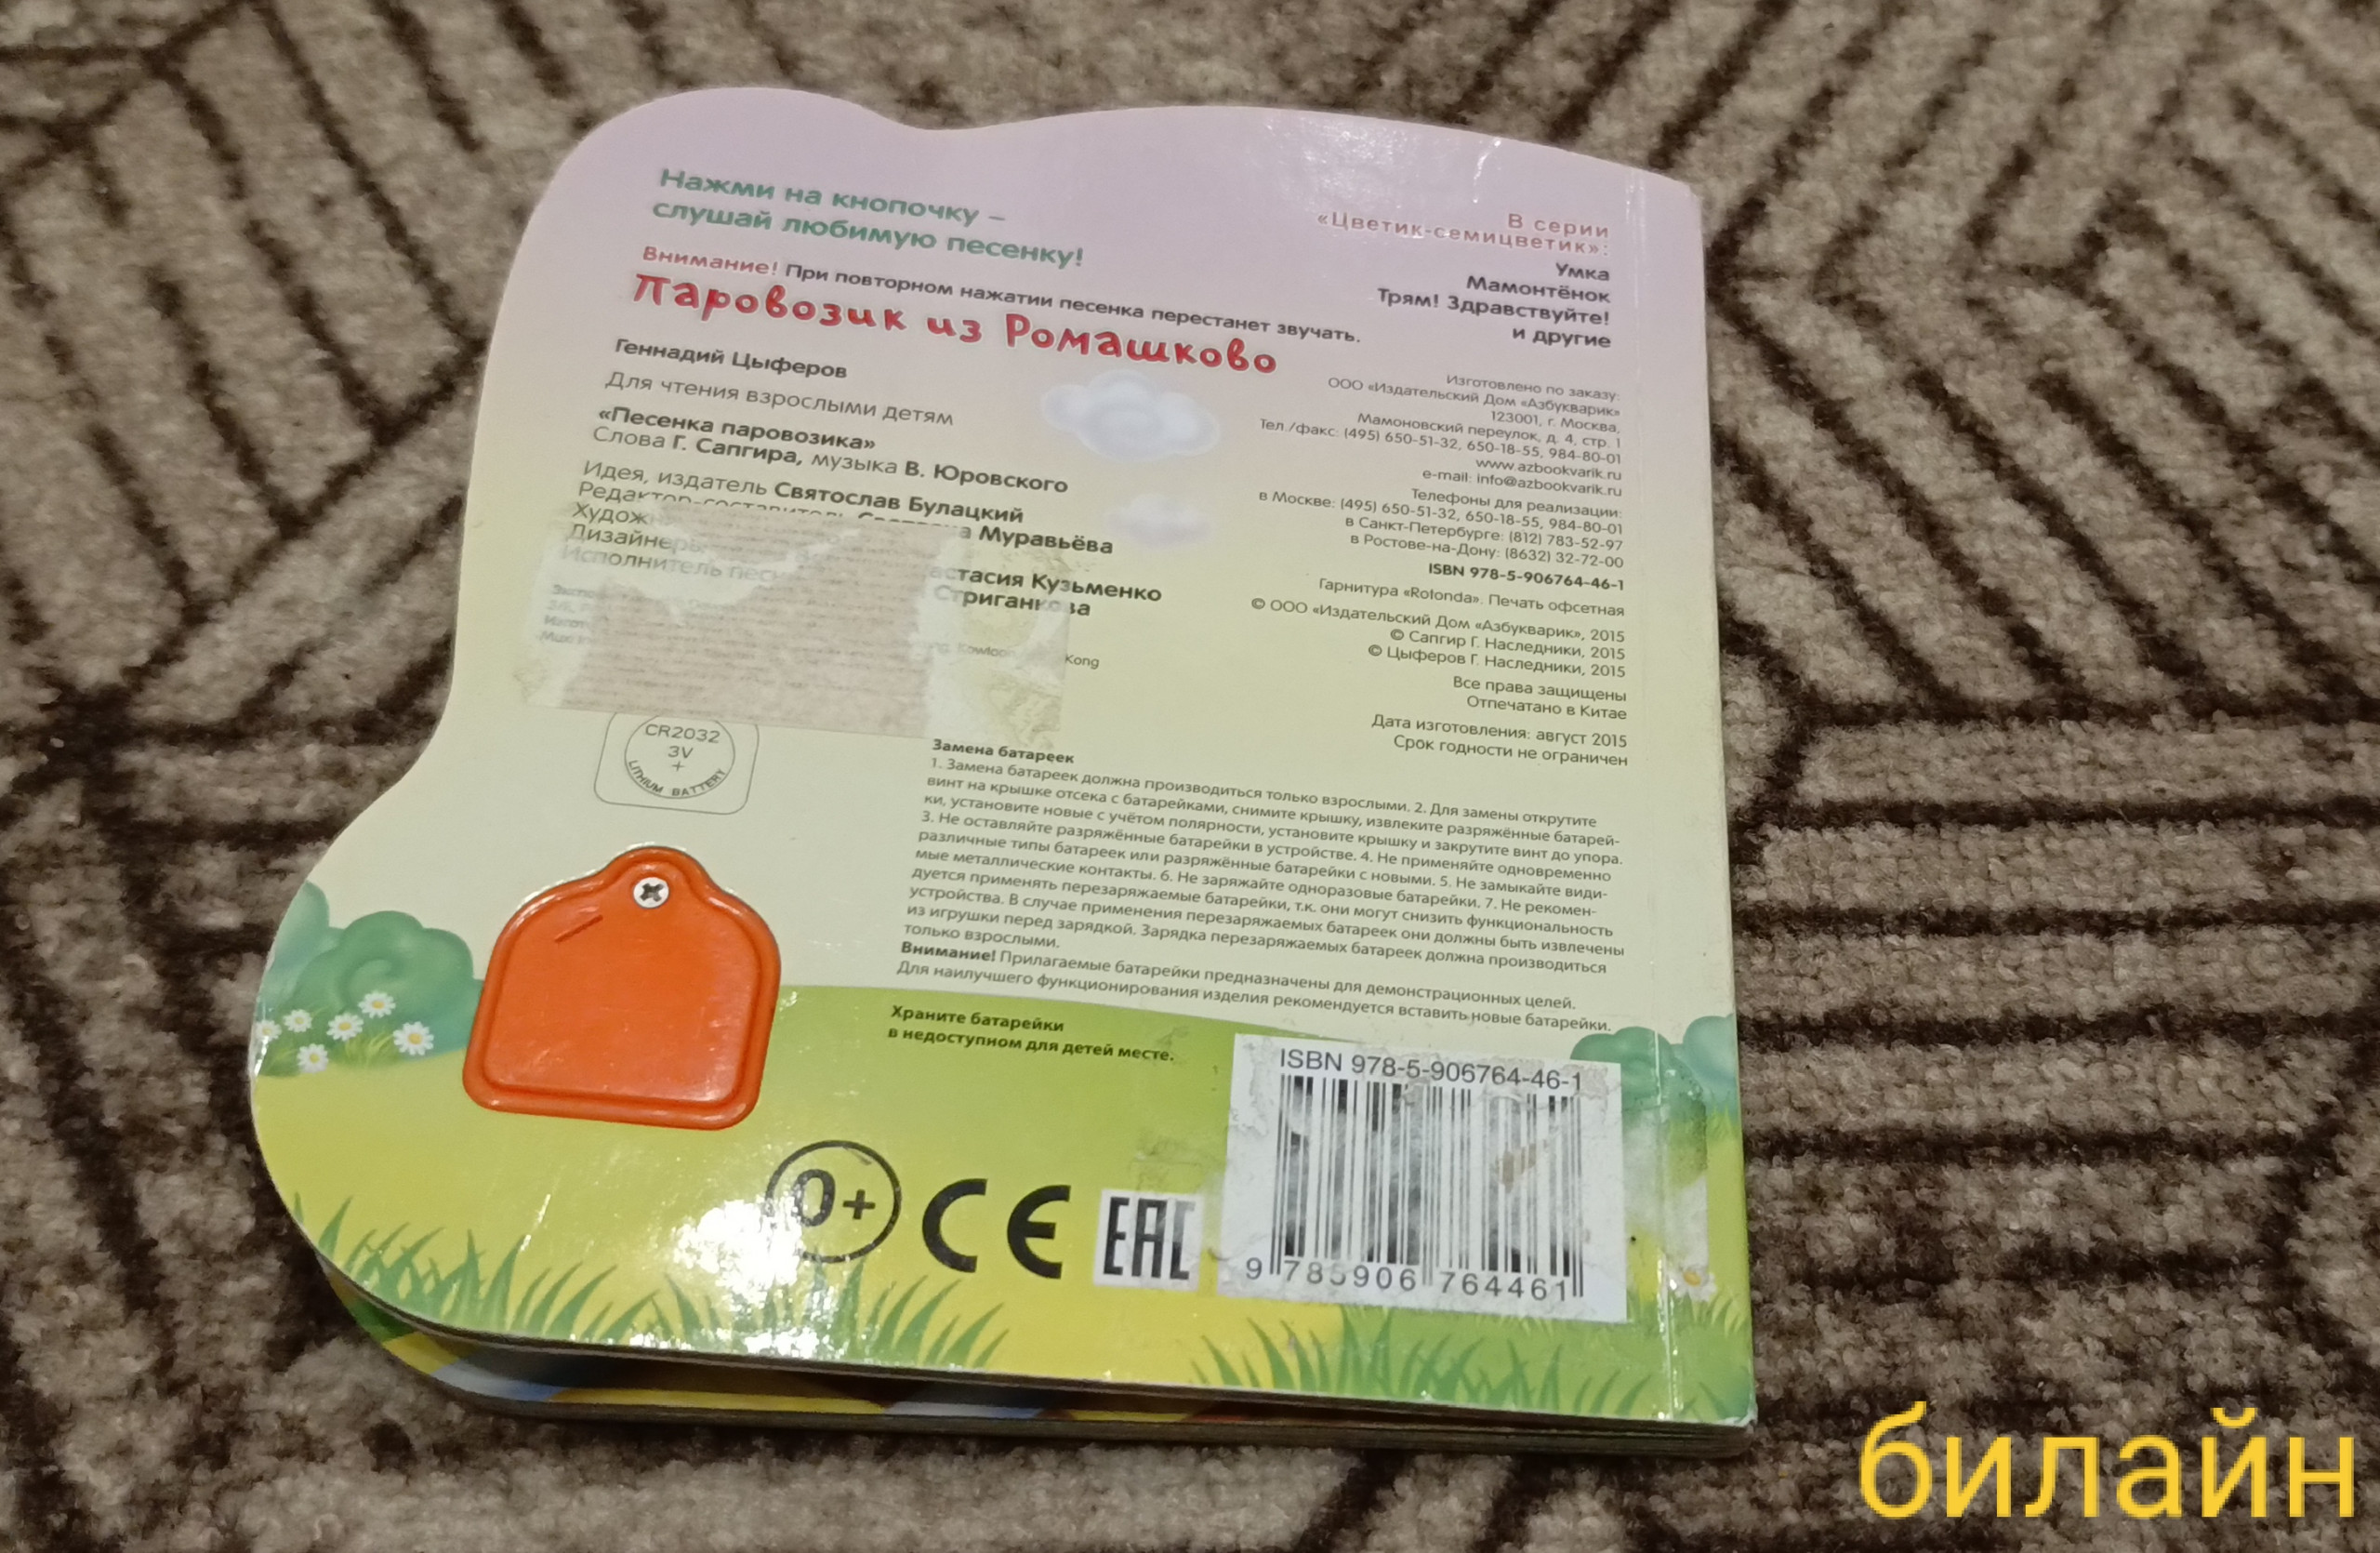 Нажми на кнопочку –
слушай любимую песенку!
Внимание! При повторном нажатии песенка перестанет звучать.
Паровозик из Ромашково
Геннадий Цыферов
Для чтения взрослыми детям
«Песенка паровозика»
Слова Г. Сапгира, музыка В. Юровского
Идея, издатель Святослав Булацкий
Редактор-составитель Светлана Муравьёва
Дизайнеры Кузьменко
Исполнитель Стриганкова
Kowloon Kong
CR2032
3V
+
LITHIUM BATTERY
В серии
«Цветик-семицветик»:
Умка
Мамонтёнок
Трям! Здравствуйте!
и другие
Изготовлено по заказу:
ООО «Издательский Дом «Азбукварик»
123001, г. Москва,
Мамоновский переулок, д. 4, стр. 1
Тел./факс: (495) 650-51-32, 650-18-55, 984-80-01
www.azbookvarik.ru
e-mail: info@azbookvarik.ru
Телефоны для реализации:
в Москве: (495) 650-51-32, 650-18-55, 984-80-01
в Санкт-Петербурге: (812) 783-52-97
в Ростове-на-Дону: (8632) 32-72-00
ISBN 978-5-906764-46-1
Гарнитура «Rotonda». Печать офсетная
© ООО «Издательский Дом «Азбукварик», 2015
© Сапгир Г. Наследники, 2015
© Цыферов Г. Наследники, 2015
Все права защищены
Отпечатано в Китае
Дата изготовления: август 2015
Срок годности не ограничен
Замена батареек
1. Замена батареек должна производиться только взрослыми. 2. Для замены открутите
винт на крышке отсека с батарейками, снимите крышку, извлеките разряжённые батарей-
ки, установите новые с учётом полярности, установите крышку и закрутите винт до упора.
3. Не оставляйте разряжённые батарейки в устройстве. 4. Не применяйте одновременно
различные типы батареек или разряжённые батарейки с новыми. 5. Не замыкайте види-
мые металлические контакты. 6. Не заряжайте одноразовые батарейки. 7. Не рекомен-
дуется применять перезаряжаемые батарейки, т.к. они могут снизить функциональность
устройства. В случае применения перезаряжаемых батареек они должны быть извлечены
из игрушки перед зарядкой. Зарядка перезаряжаемых батареек должна производиться
только взрослыми.
Внимание! Прилагаемые батарейки предназначены для демонстрационных целей.
Для наилучшего функционирования изделия рекомендуется вставить новые батарейки.
Храните батарейки
в недоступном для детей месте.
ISBN 978-5-906764-46-1
9 785906 764461
0+ CE EAC
билайн